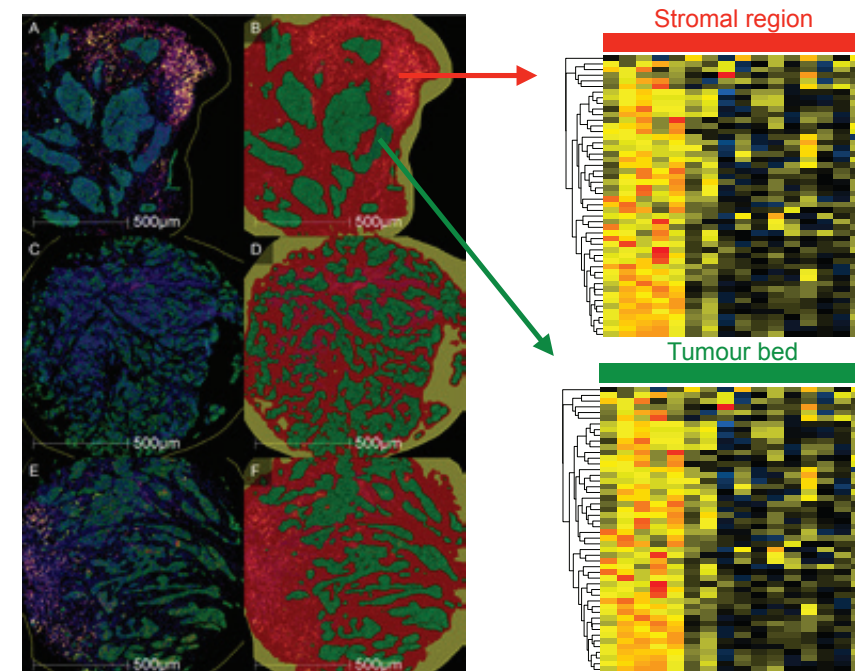 A
B
Stromal region
500μm
500μm
C
D
Tumour bed
500μm
500μm
E
F
500μm
500μm